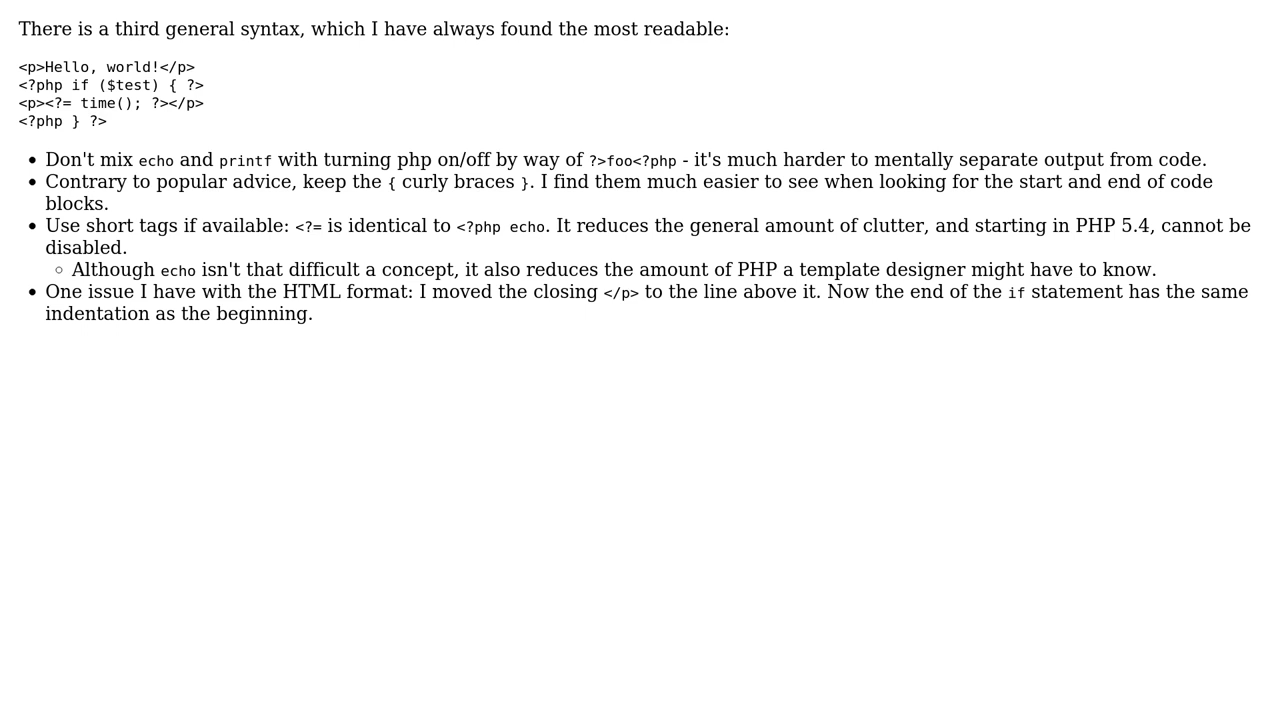 There is a third general syntax, which I have always found the most readable:
<p>Hello, world!</p>
<?php if ($test) { ?>
<p><?= time(); ?></p>
<?php } ?>
• Don't mix echo and printf with turning php on/off by way of ?>foo<?php - it's much harder to mentally separate output from code.
• Contrary to popular advice, keep the { curly braces }. I find them much easier to see when looking for the start and end of code
blocks.
• Use short tags if available: <?= is identical to <?php echo. It reduces the general amount of clutter, and starting in PHP 5.4, cannot be
disabled.
◦ Although echo isn't that difficult a concept, it also reduces the amount of PHP a template designer might have to know.
• One issue I have with the HTML format: I moved the closing </p> to the line above it. Now the end of the if statement has the same
indentation as the beginning.